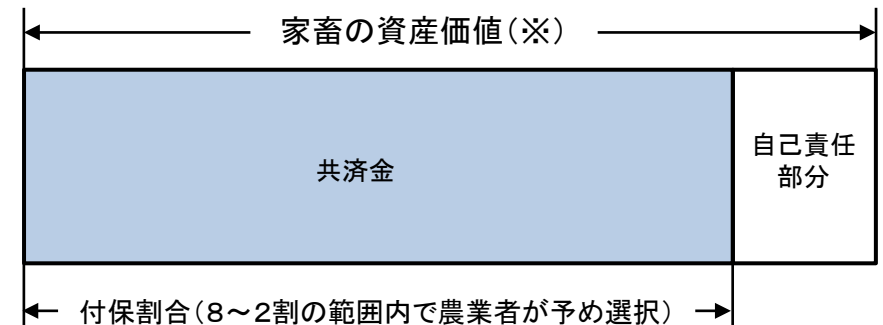 家畜の資産価値(※)
共済金
自己責任
部分
付保割合(8~2割の範囲内で農業者が予め選択)